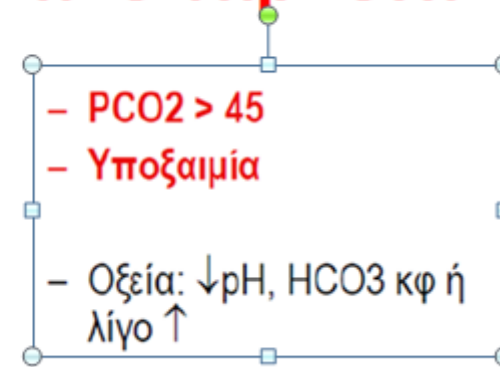 – PCO2 > 45
– Υποξαιμία
– Οξεία: ↓pH, HCO3 κφ ή
λίγο ↑